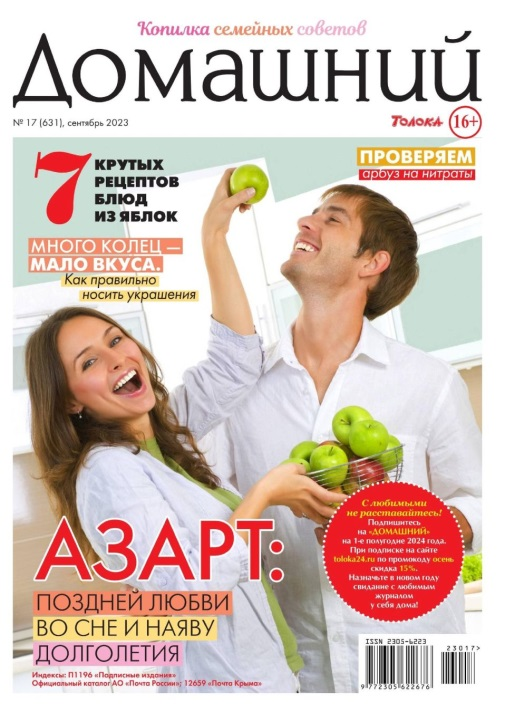 Копилка семейных советов
Домашний
№ 17 (631), сентябрь 2023
Толока
16+
7
КРУТЫХ
РЕЦЕПТОВ
БЛЮД
ИЗ ЯБЛОК
ПРОВЕРЯЕМ
арбуз на нитраты
МНОГО КОЛЕЦ —
МАЛО ВКУСА.
Как правильно
носить украшения
АЗАРТ:
ПОЗДНЕЙ ЛЮБВИ
ВО СНЕ И НАЯВУ
ДОЛГОЛЕТИЯ
С любимыми
не расставайтесь!
Подпишитесь
на «ДОМАШНИЙ»
на 1-е полугодие 2024 года.
При подписке на сайте
toloka24.ru по промокоду осень
скидка 15%.
Назначьте в новом году
свидание с любимым
журналом
у себя дома!
Индексы: П1196 «Подписные издания»
Официальный каталог АО «Почта России»; 12659 «Почта Крыма»
ISSN 2305-6223
23017>
9 772305 622676